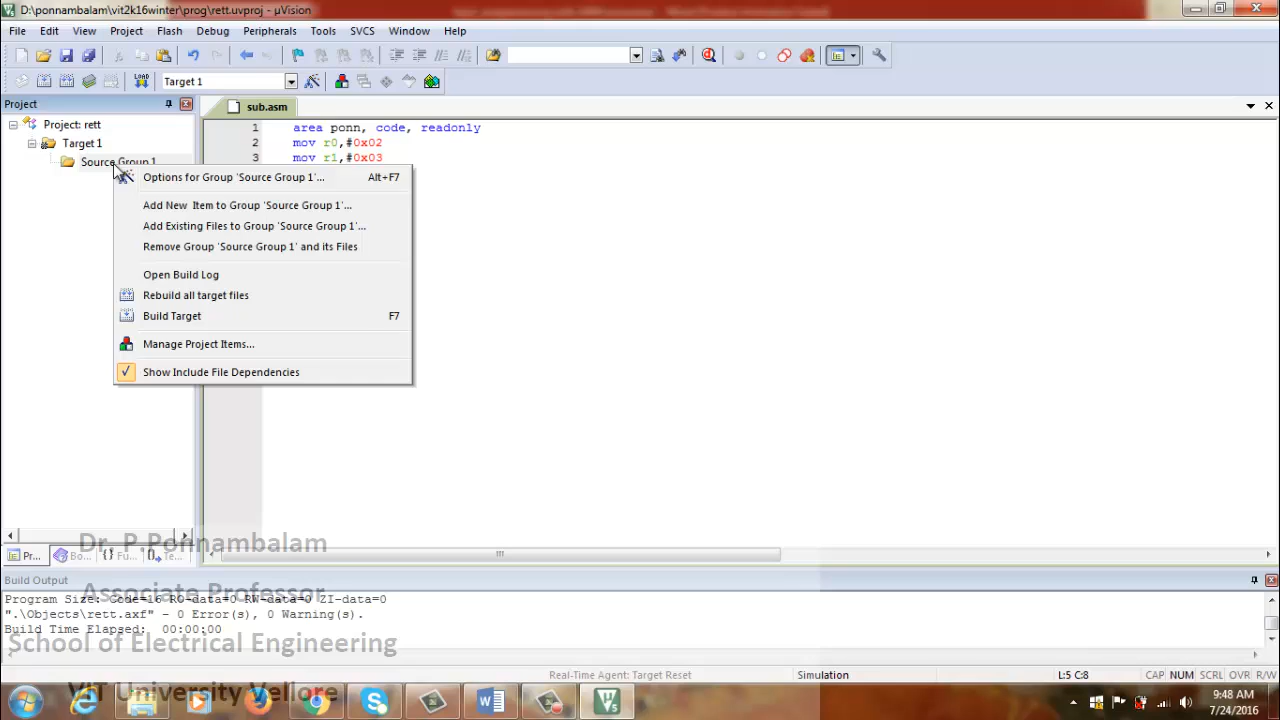 D:\ponnambalam\vit2k16winter\prog\rett.uvproj - µVision
File Edit View Project Flash Debug Peripherals Tools SVCS Window Help
LOAD Target 1
Project
sub.asm
Project: rett
Target 1
Source Group 1
1 area ponn, code, readonly
2 mov r0,#0x02
3 mov r1,#0x03
Options for Group 'Source Group 1'... Alt+F7
Add New Item to Group 'Source Group 1'...
Add Existing Files to Group 'Source Group 1'...
Remove Group 'Source Group 1' and its Files
Open Build Log
Rebuild all target files
Build Target F7
Manage Project Items...
Show Include File Dependencies
Pr... Bo... {} Fu... Te...
Dr. P.Ponnambalam
Associate Professor
School of Electrical Engineering
VIT University Vellore
Build Output
Program Size: Code=16 RO-data=0 RW-data=0 ZI-data=0
".\Objects\rett.axf" - 0 Error(s), 0 Warning(s).
Build Time Elapsed: 00:00:00
Real-Time Agent: Target Reset Simulation L:5 C:8 CAP NUM SCRL OVR R/W
9:48 AM
7/24/2016